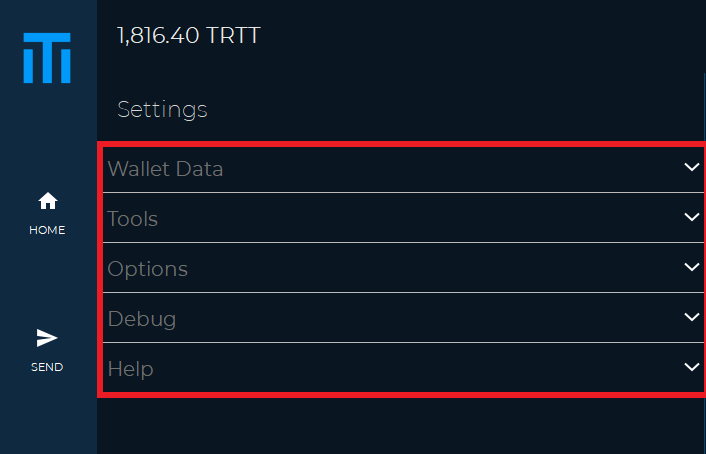 1,816.40 TRTT
Settings
Wallet Data
Tools
Options
Debug
Help
HOME
SEND